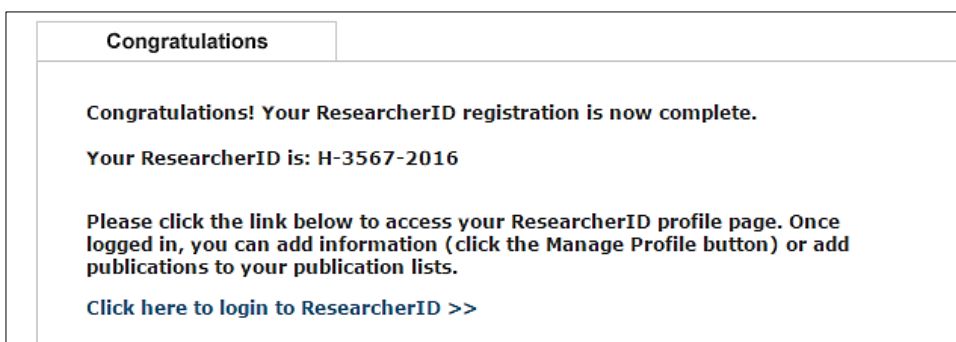 Congratulations
Congratulations! Your ResearcherID registration is now complete.
Your ResearcherID is: H-3567-2016
Please click the link below to access your ResearcherID profile page. Once
logged in, you can add information (click the Manage Profile button) or add
publications to your publication lists.
Click here to login to ResearcherID >>